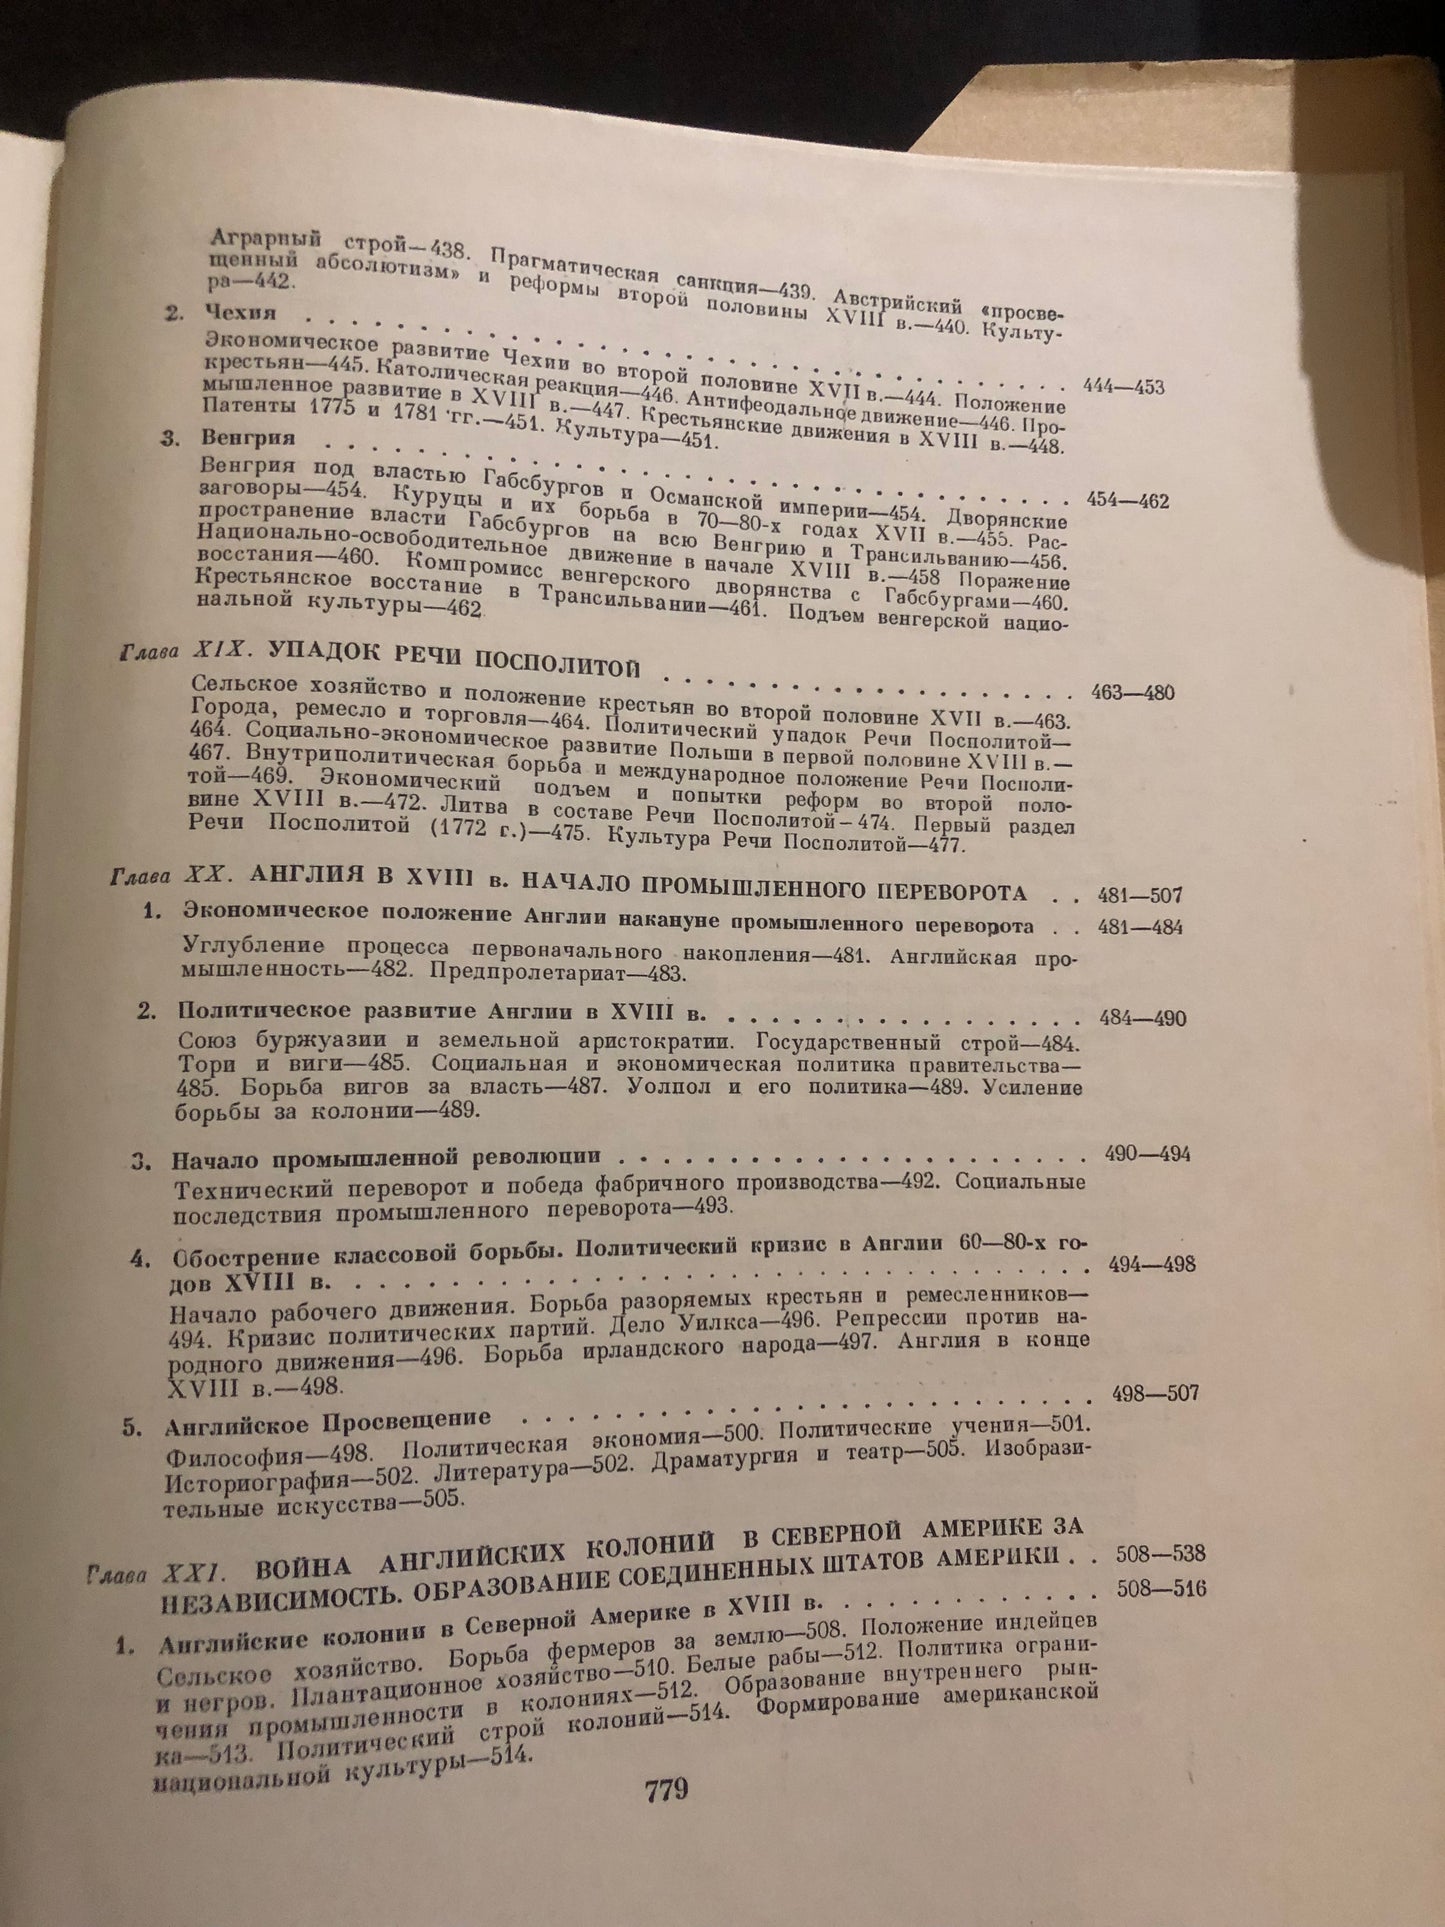 Аграрный строй—438. Прагматическая санкция—439. Австрийский «просве-
щенный абсолютизм» и реформы второй половины XVIII в.—440. Культу-
ра—442.
2. Чехия . . . . . . . . . . . . . . . . . . . . . . . 444—453
Экономическое развитие Чехии во второй половине XVII в.—444. Положение
крестьян—445. Католическая реакция—446. Антифеодальное движение—446. Про-
мышленное развитие в XVIII в.—447. Крестьянские движения в XVIII в.—448.
Патенты 1775 и 1781 гг.—451. Культура—451.
3. Венгрия . . . . . . . . . . . . . . . . . . . . . . . 454—462
Венгрия под властью Габсбургов и Османской империи—454. Дворянские
заговоры—454. Куруцы и их борьба в 70—80-х годах XVII в.—455. Рас-
пространение власти Габсбургов на всю Венгрию и Трансильванию—456.
Национально-освободительное движение в начале XVIII в.—458 Поражение
восстания—460. Компромисс венгерского дворянства с Габсбургами—460.
Крестьянское восстание в Трансильвании—461. Подъем венгерской нацио-
нальной культуры—462
Глава XIX. УПАДОК РЕЧИ ПОСПОЛИТОЙ . . . . . . . . . . . . . . . . . 463—480
Сельское хозяйство и положение крестьян во второй половине XVII в.—463.
Города, ремесло и торговля—464. Политический упадок Речи Посполитой—
464. Социально-экономическое развитие Польши в первой половине XVIII в.—
467. Внутриполитическая борьба и международное положение Речи Посполи-
той—469. Экономический подъем и попытки реформ во второй поло-
вине XVIII в.—472. Литва в составе Речи Посполитой—474. Первый раздел
Речи Посполитой (1772 г.)—475. Культура Речи Посполитой—477.
Глава XX. АНГЛИЯ В XVIII в. НАЧАЛО ПРОМЫШЛЕННОГО ПЕРЕВОРОТА . . 481—507
1. Экономическое положение Англии накануне промышленного переворота . . 481—484
Углубление процесса первоначального накопления—481. Английская про-
мышленность—482. Предпролетариат—483.
2. Политическое развитие Англии в XVIII в. . . . . . . . . . . . . . . . . 484—490
Союз буржуазии и земельной аристократии. Государственный строй—484.
Тори и виги—485. Социальная и экономическая политика правительства—
485. Борьба вигов за власть—487. Уолпол и его политика—489. Усиление
борьбы за колонии—489.
3. Начало промышленной революции . . . . . . . . . . . . . . . . . . . . . 490—494
Технический переворот и победа фабричного производства—492. Социальные
последствия промышленного переворота—493.
4. Обострение классовой борьбы. Политический кризис в Англии 60—80-х го-
дов XVIII в. . . . . . . . . . . . . . . . . . . . . . . . . . . . . . 494—498
Начало рабочего движения. Борьба разоряемых крестьян и ремесленников—
494. Кризис политических партий. Дело Уилкса—496. Репрессии против на-
родного движения—496. Борьба ирландского народа—497. Англия в конце
XVIII в.—498.
5. Английское Просвещение . . . . . . . . . . . . . . . . . . . . . . . . 498—507
Философия—498. Политическая экономия—500. Политические учения—501.
Историография—502. Литература—502. Драматургия и театр—505. Изобрази-
тельные искусства—505.
Глава XXI. ВОЙНА АНГЛИЙСКИХ КОЛОНИЙ В СЕВЕРНОЙ АМЕРИКЕ ЗА
НЕЗАВИСИМОСТЬ. ОБРАЗОВАНИЕ СОЕДИНЕННЫХ ШТАТОВ АМЕРИКИ . . 508—538
1. Английские колонии в Северной Америке в XVIII в. . . . . . . . . . . . 508—516
Сельское хозяйство. Борьба фермеров за землю—508. Положение индейцев
и негров. Плантационное хозяйство—510. Белые рабы—512. Политика ограни-
чения промышленности в колониях—512. Образование внутреннего рын-
ка—513. Политический строй колоний—514. Формирование американской
национальной культуры—514.
779